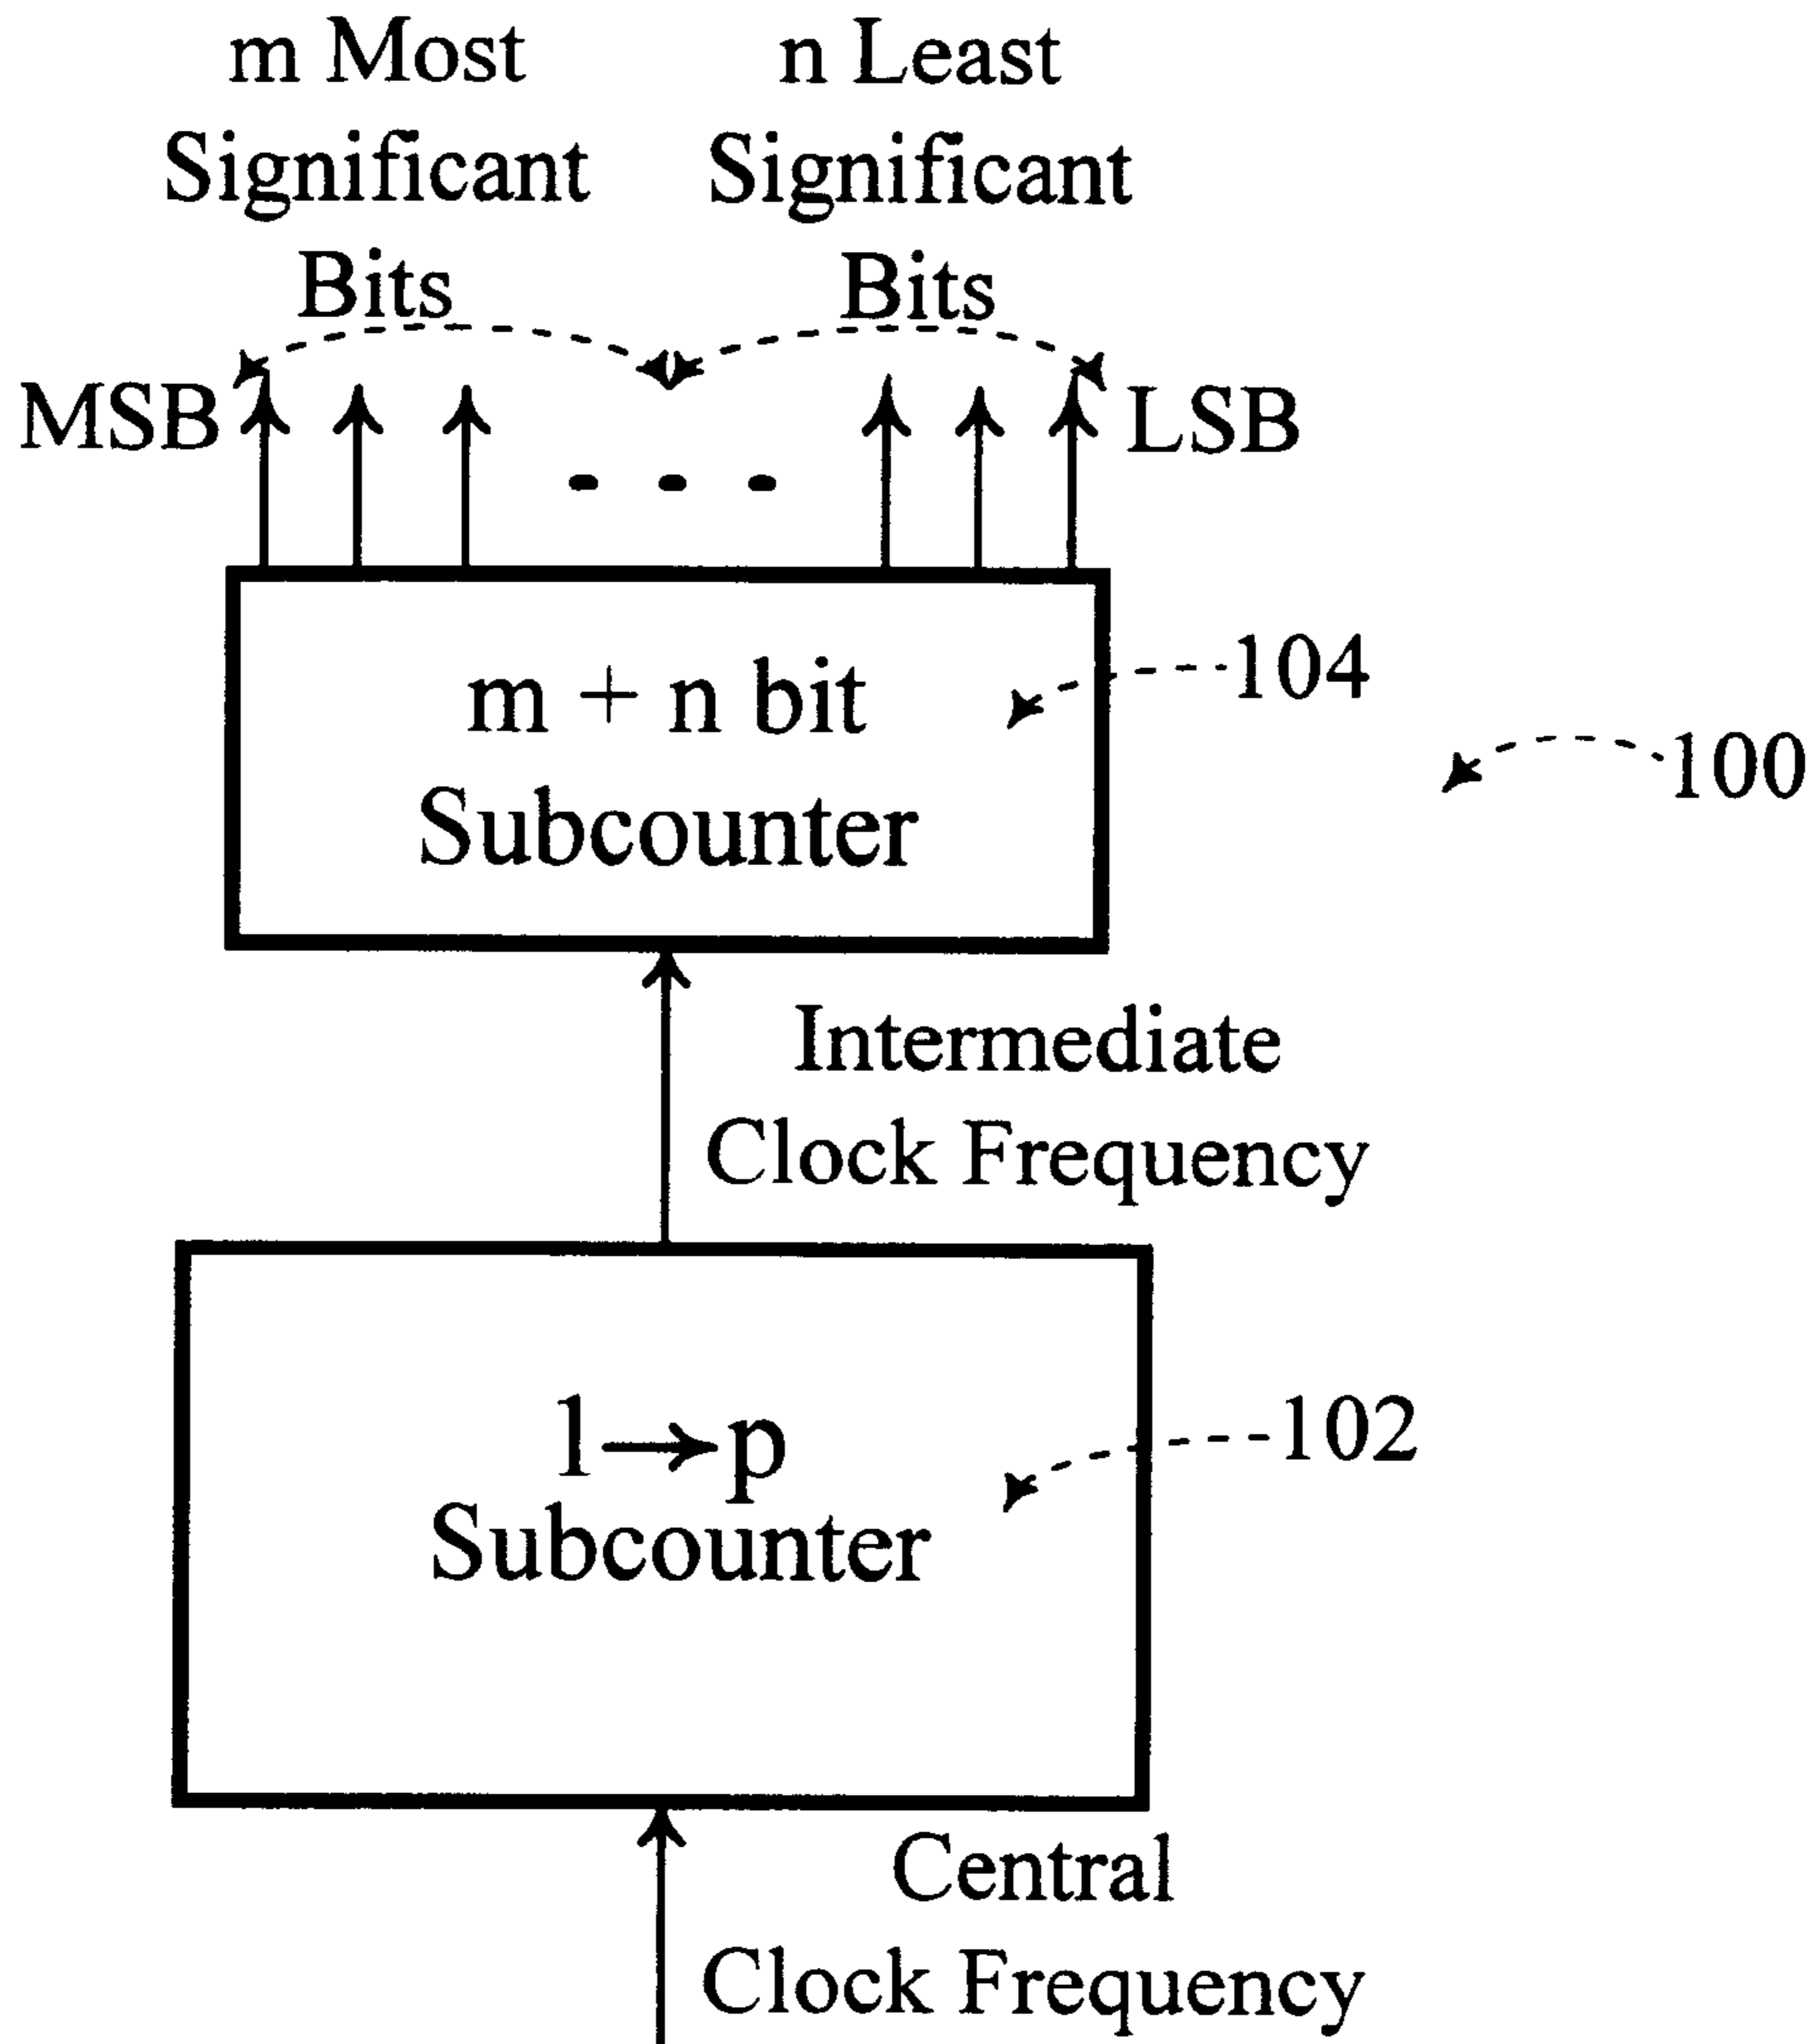 m Most
Significant
Bits
n Least
Significant
Bits
MSB
LSB
m + n bit
Subcounter
104
100
Intermediate
Clock Frequency
1→p
Subcounter
102
Central
Clock Frequency